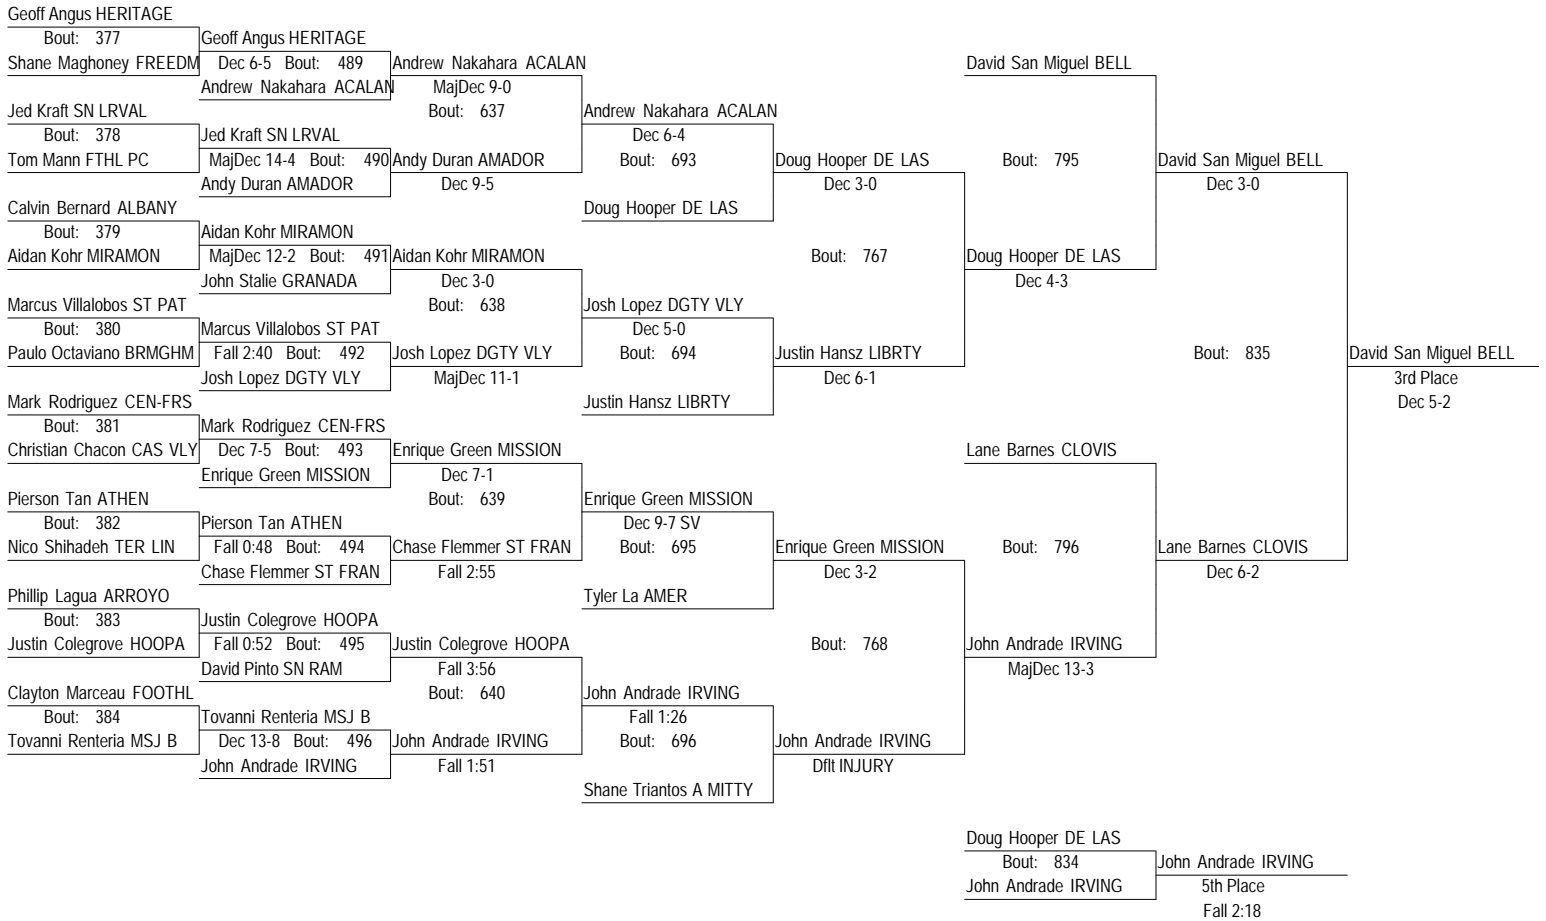 Geoff Angus HERITAGE
Bout: 377
Shane Maghoney FREEDM
Jed Kraft SN LRVAL
Bout: 378
Tom Mann FTHL PC
Calvin Bernard ALBANY
Bout: 379
Aidan Kohr MIRAMON
Marcus Villalobos ST PAT
Bout: 380
Paulo Octaviano BRMGHM
Mark Rodriguez CEN-FRS
Bout: 381
Christian Chacon CAS VLY
Pierson Tan ATHEN
Bout: 382
Nico Shihadeh TER LIN
Phillip Lagua ARROYO
Bout: 383
Justin Colegrove HOOPA
Clayton Marceau FOOTHL
Bout: 384
Tovanni Renteria MSJ B
Geoff Angus HERITAGE
Dec 6-5 Bout: 489
Andrew Nakahara ACALAN
Jed Kraft SN LRVAL
MajDec 14-4 Bout: 490
Andy Duran AMADOR
Aidan Kohr MIRAMON
MajDec 12-2 Bout: 491
John Stalie GRANADA
Marcus Villalobos ST PAT
Fall 2:40 Bout: 492
Josh Lopez DGTY VLY
Mark Rodriguez CEN-FRS
Dec 7-5 Bout: 493
Enrique Green MISSION
Pierson Tan ATHEN
Fall 0:48 Bout: 494
Chase Flemmer ST FRAN
Justin Colegrove HOOPA
Fall 0:52 Bout: 495
David Pinto SN RAM
Tovanni Renteria MSJ B
Dec 13-8 Bout: 496
John Andrade IRVING
Andrew Nakahara ACALAN
MajDec 9-0
Bout: 637
Andy Duran AMADOR
Dec 9-5
Aidan Kohr MIRAMON
Dec 3-0
Bout: 638
Josh Lopez DGTY VLY
MajDec 11-1
Enrique Green MISSION
Dec 7-1
Bout: 639
Chase Flemmer ST FRAN
Fall 2:55
Justin Colegrove HOOPA
Fall 3:56
Bout: 640
John Andrade IRVING
Fall 1:51
Andrew Nakahara ACALAN
Dec 6-4
Bout: 693
Doug Hooper DE LAS
Josh Lopez DGTY VLY
Dec 5-0
Bout: 694
Justin Hansz LIBRTY
Enrique Green MISSION
Dec 9-7 SV
Bout: 695
Tyler La AMER
John Andrade IRVING
Fall 1:26
Bout: 696
Shane Triantos A MITTY
Doug Hooper DE LAS
Dec 3-0
Bout: 767
Justin Hansz LIBRTY
Dec 6-1
Enrique Green MISSION
Dec 3-2
Bout: 768
John Andrade IRVING
Dflt INJURY
David San Miguel BELL
Bout: 795
Doug Hooper DE LAS
Dec 4-3
Lane Barnes CLOVIS
Bout: 796
John Andrade IRVING
MajDec 13-3
David San Miguel BELL
Dec 3-0
Bout: 835
Lane Barnes CLOVIS
Dec 6-2
David San Miguel BELL
3rd Place
Dec 5-2
Doug Hooper DE LAS
Bout: 834
John Andrade IRVING
John Andrade IRVING
5th Place
Fall 2:18